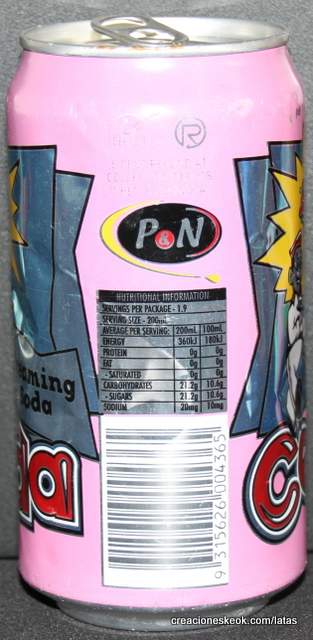 R
P&N
NUTRITIONAL INFORMATION
SERVINGS PER PACKAGE - 1.9
SERVING SIZE - 200mL
AVERAGE PER SERVING: 200mL 100mL
ENERGY 360kJ 180kJ
PROTEIN 0g 0g
FAT 0g 0g
- SATURATED 0g 0g
CARBOHYDRATES 21.2g 10.6g
- SUGARS 21.2g 10.6g
SODIUM 20mg 10mg
aming
oda
a
C
9 315626 004365
creacioneskeok.com/latas